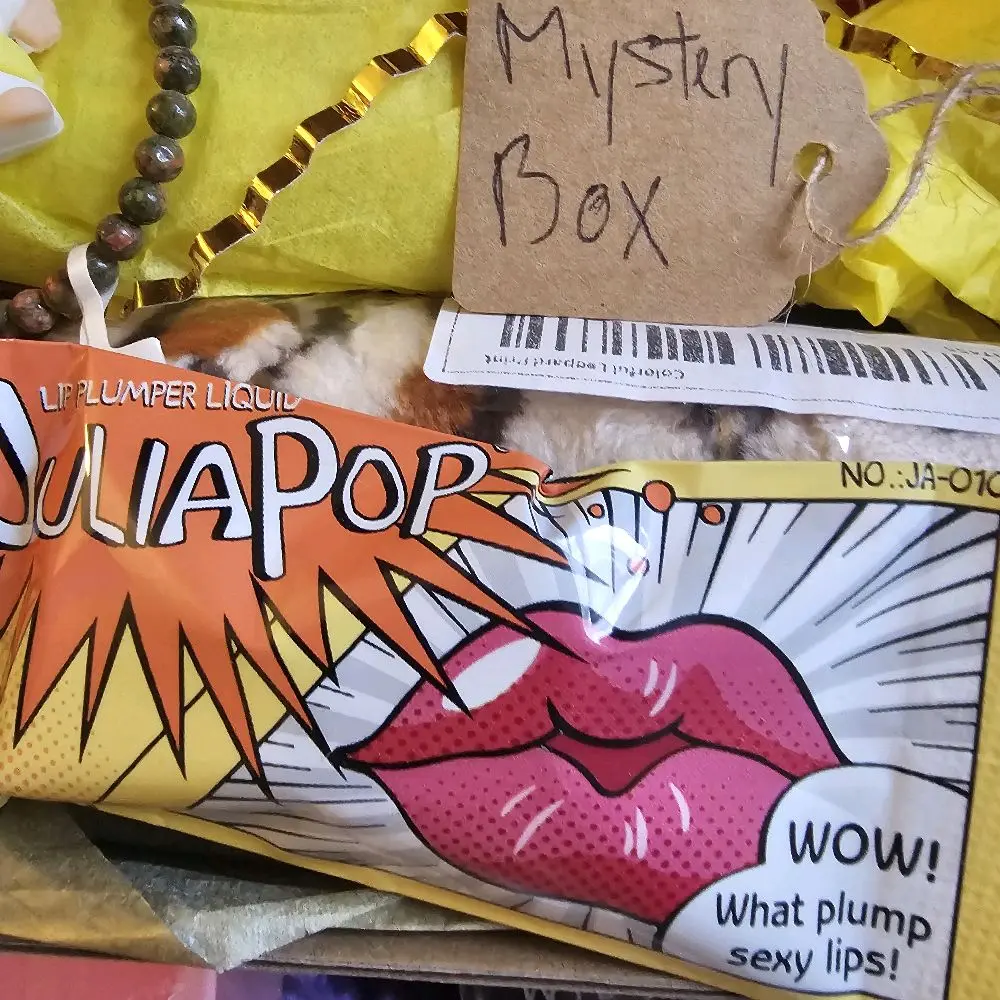 Mystery
Box
Colorful Leopard Print
LIP PLUMPER LIQUID
JULIAPOP
NO.:JA-010
WOW!
What plump
sexy lips!